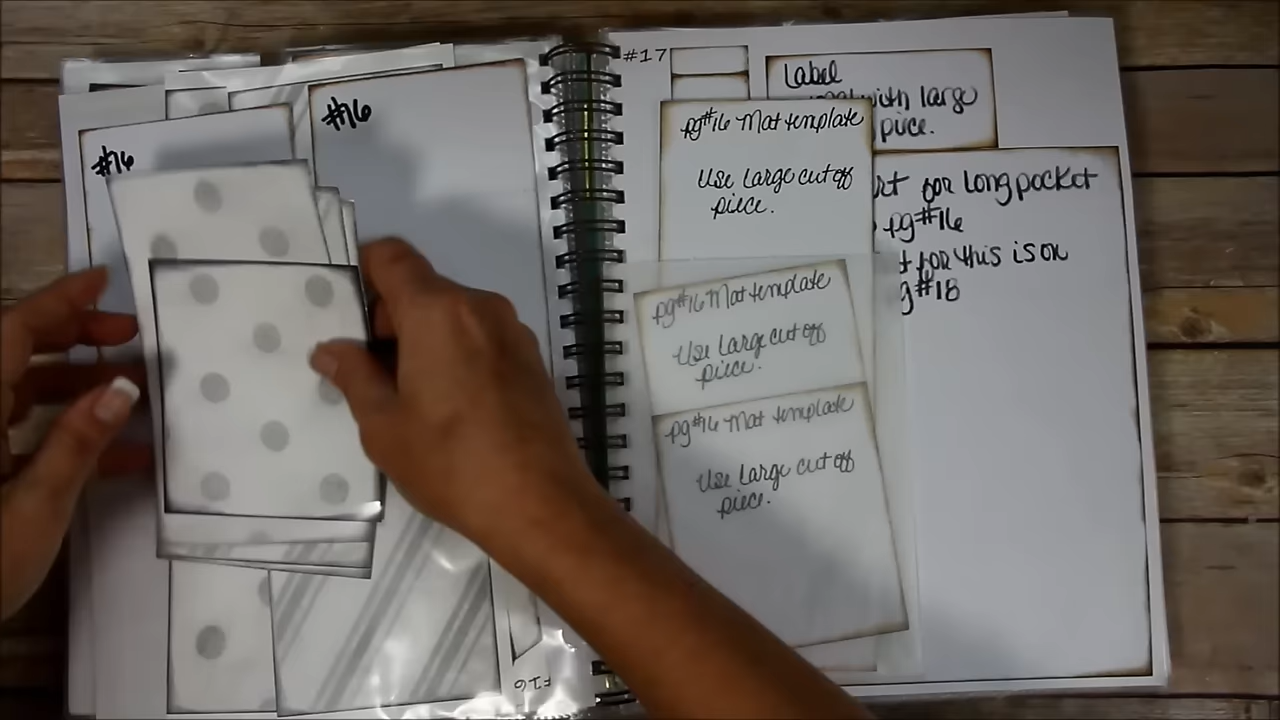 #16
#16
#17
Label
with large
piece.
pg#16 Mat template
Use large cut off
piece.
for long pocket
pg#16
for this is on
#18
pg#16 Mat template
Use large cut off
piece.
pg#16 Mat template
Use large cut off
piece.